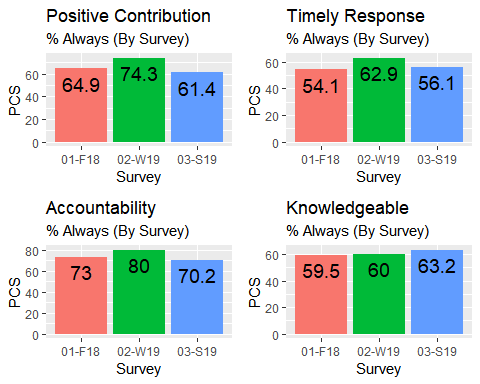 Positive Contribution
% Always (By Survey)
PCS
60
40
20
0
64.9
74.3
61.4
01-F18 02-W19 03-S19
Survey
Timely Response
% Always (By Survey)
PCS
60
40
20
0
54.1
62.9
56.1
01-F18 02-W19 03-S19
Survey
Accountability
% Always (By Survey)
PCS
80
60
40
20
0
73
80
70.2
01-F18 02-W19 03-S19
Survey
Knowledgeable
% Always (By Survey)
PCS
60
40
20
0
59.5
60
63.2
01-F18 02-W19 03-S19
Survey